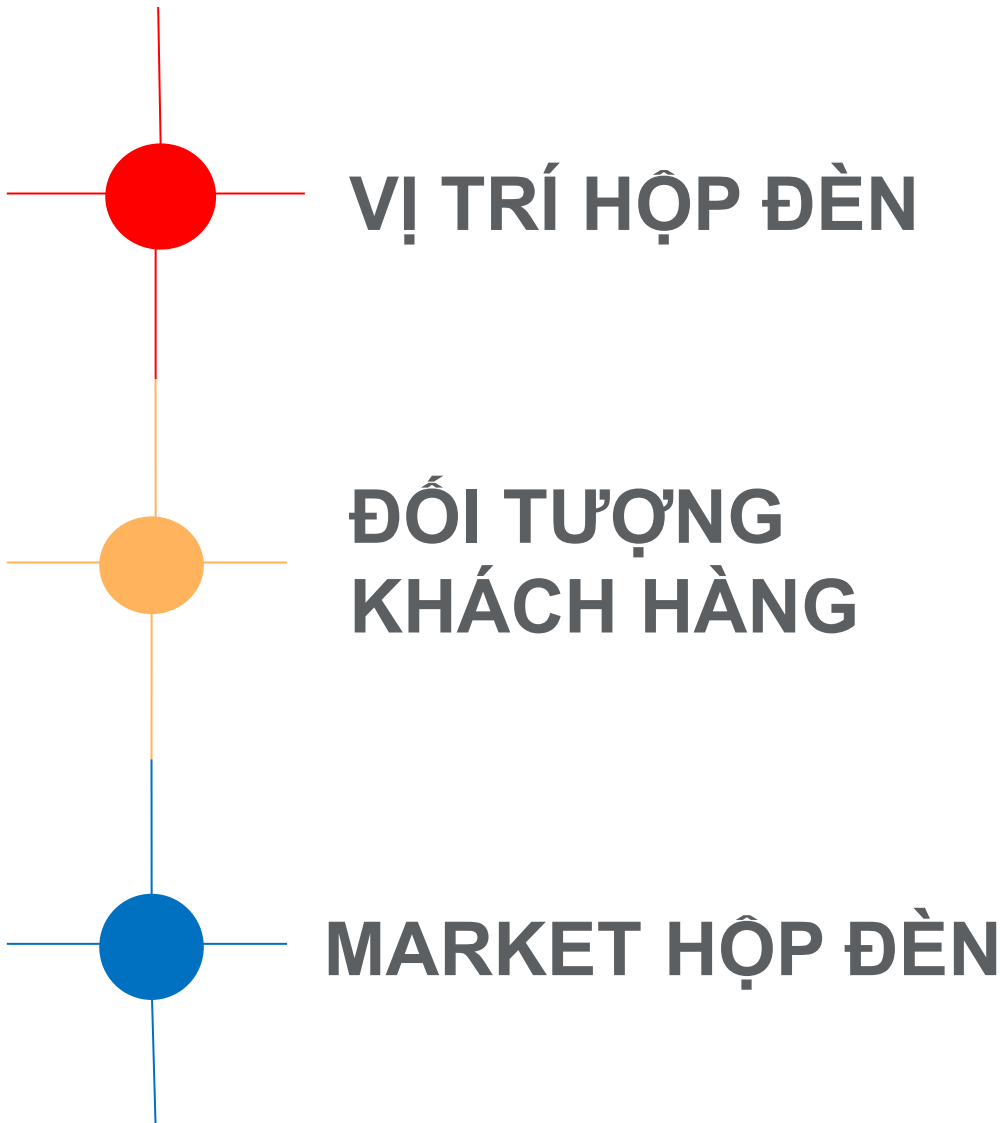 VỊ TRÍ HỘP ĐÈN
ĐỐI TƯỢNG
KHÁCH HÀNG
MARKET HỘP ĐÈN